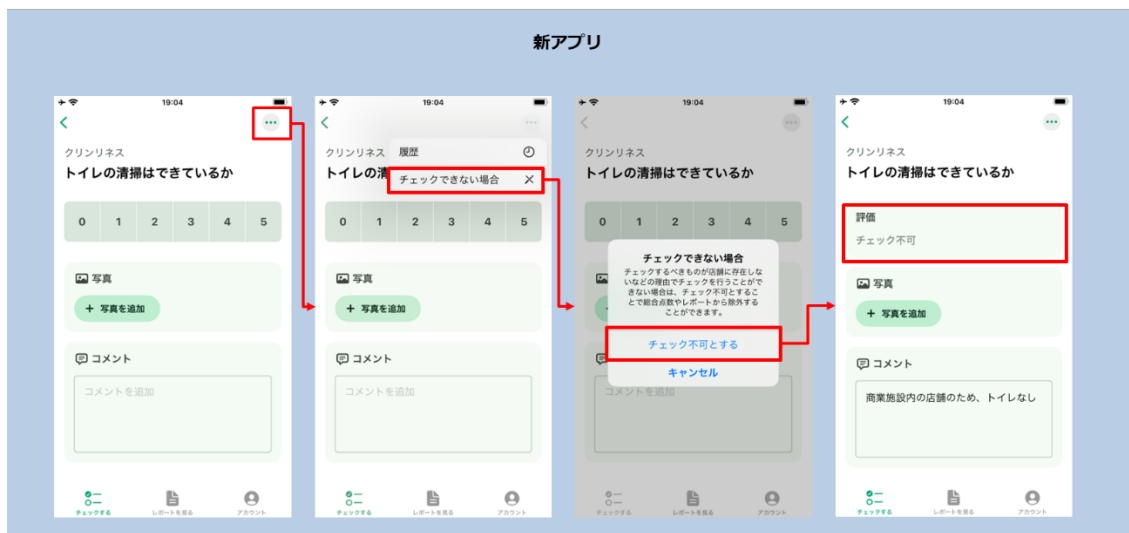 新アプリ
19:04
クリンリネス
トイレの清掃はできているか
0 1 2 3 4 5
写真
+ 写真を追加
コメント
コメントを追加
チェックする レポートを見る アカウント
19:04
クリンリネス
履歴
トイレの清
チェックできない場合
0 1 2 3 4 5
写真
+ 写真を追加
コメント
コメントを追加
チェックする レポートを見る アカウント
19:04
クリンリネス
トイレの清掃はできているか
0 1 2 3 4 5
チェックできない場合
チェックするべきものが店舗に存在しな
いなどの理由でチェックを行うことがで
きない場合は、チェック不可とするこ
とで総合点数やレポートから除外する
ことができます。
チェック不可とする
キャンセル
コメントを追加
チェックする レポートを見る アカウント
19:04
クリンリネス
トイレの清掃はできているか
評価
チェック不可
写真
+ 写真を追加
コメント
商業施設内の店舗のため、トイレなし
チェックする レポートを見る アカウント